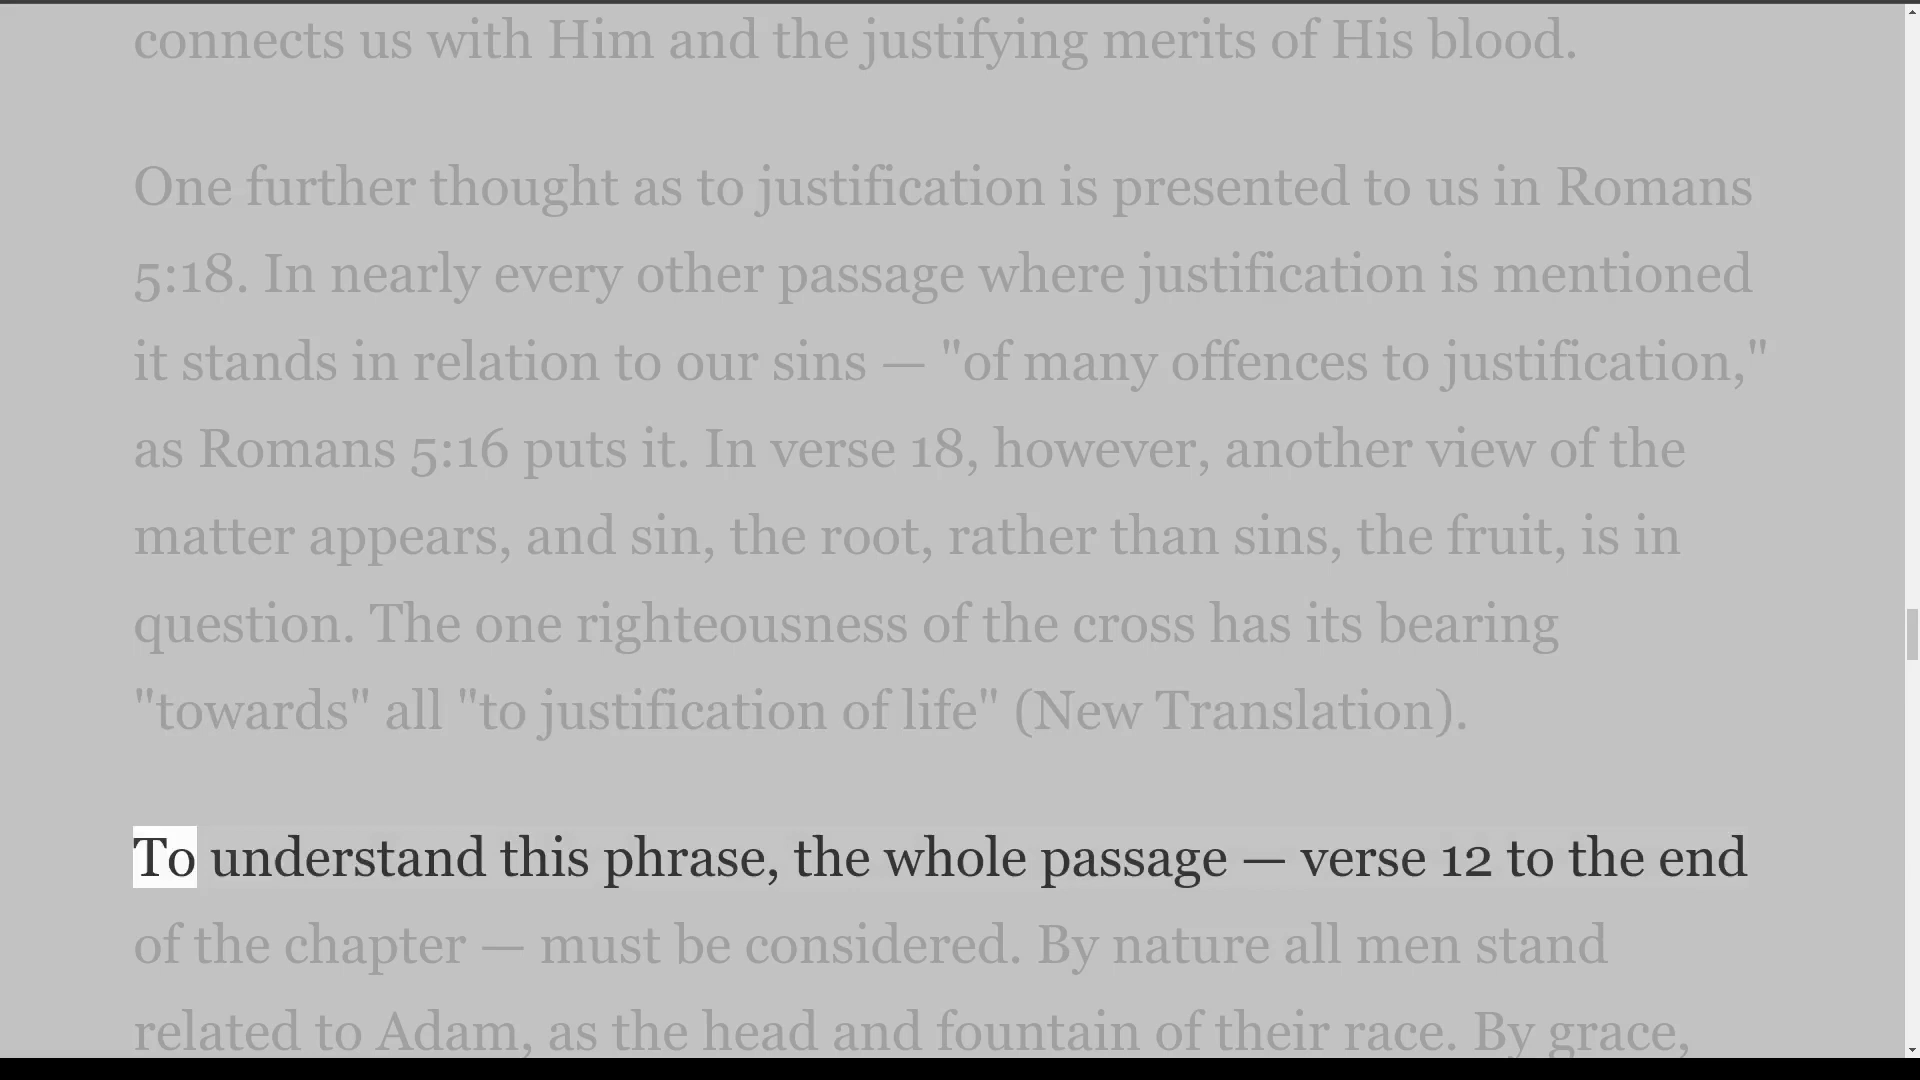 connects us with Him and the justifying merits of His blood.
One further thought as to justification is presented to us in Romans
5:18. In nearly every other passage where justification is mentioned
it stands in relation to our sins — "of many offences to justification,"
as Romans 5:16 puts it. In verse 18, however, another view of the
matter appears, and sin, the root, rather than sins, the fruit, is in
question. The one righteousness of the cross has its bearing
"towards" all "to justification of life" (New Translation).
To understand this phrase, the whole passage — verse 12 to the end
of the chapter — must be considered. By nature all men stand
related to Adam, as the head and fountain of their race. By grace,